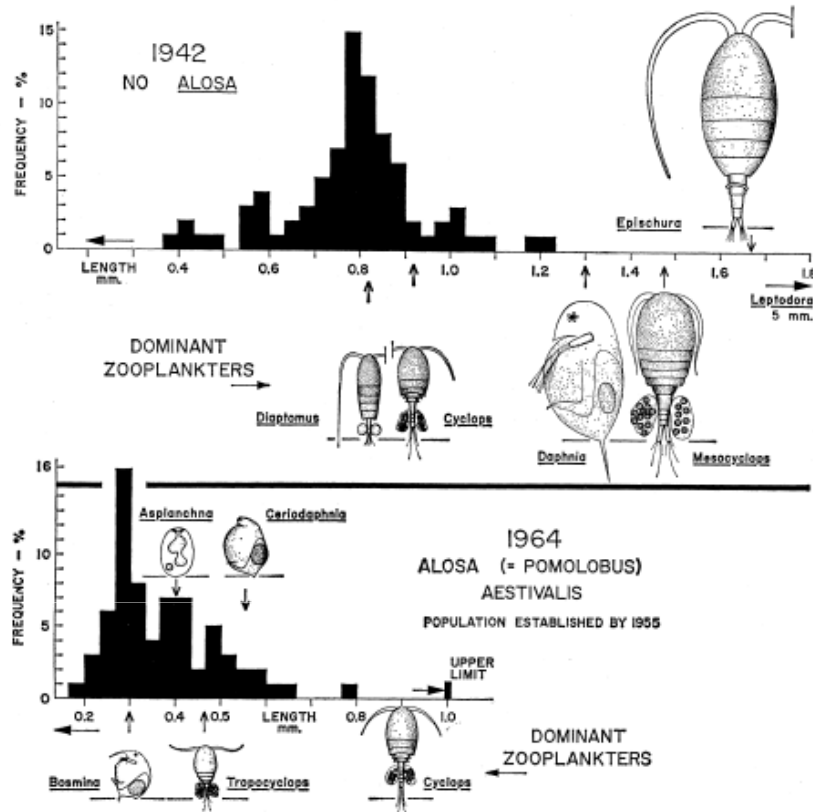 1942
NO ALOSA
FREQUENCY - %
15
10
5
0
LENGTH mm.
0.4
0.6
0.8
1.0
1.2
1.4
1.6
1.8
Epischura
Leptodora
5 mm.
DOMINANT
ZOOPLANKTERS
Diaptomus
Cyclops
Daphnia
Mesocyclops
FREQUENCY - %
16
10
5
0
Asplanchna
Ceriodaphnia
1964
ALOSA (= POMOLOBUS)
AESTIVALIS
POPULATION ESTABLISHED BY 1955
UPPER
LIMIT
0.2
0.4
0.5
LENGTH
mm.
0.8
1.0
Bosmina
Tropocyclops
Cyclops
DOMINANT
ZOOPLANKTERS